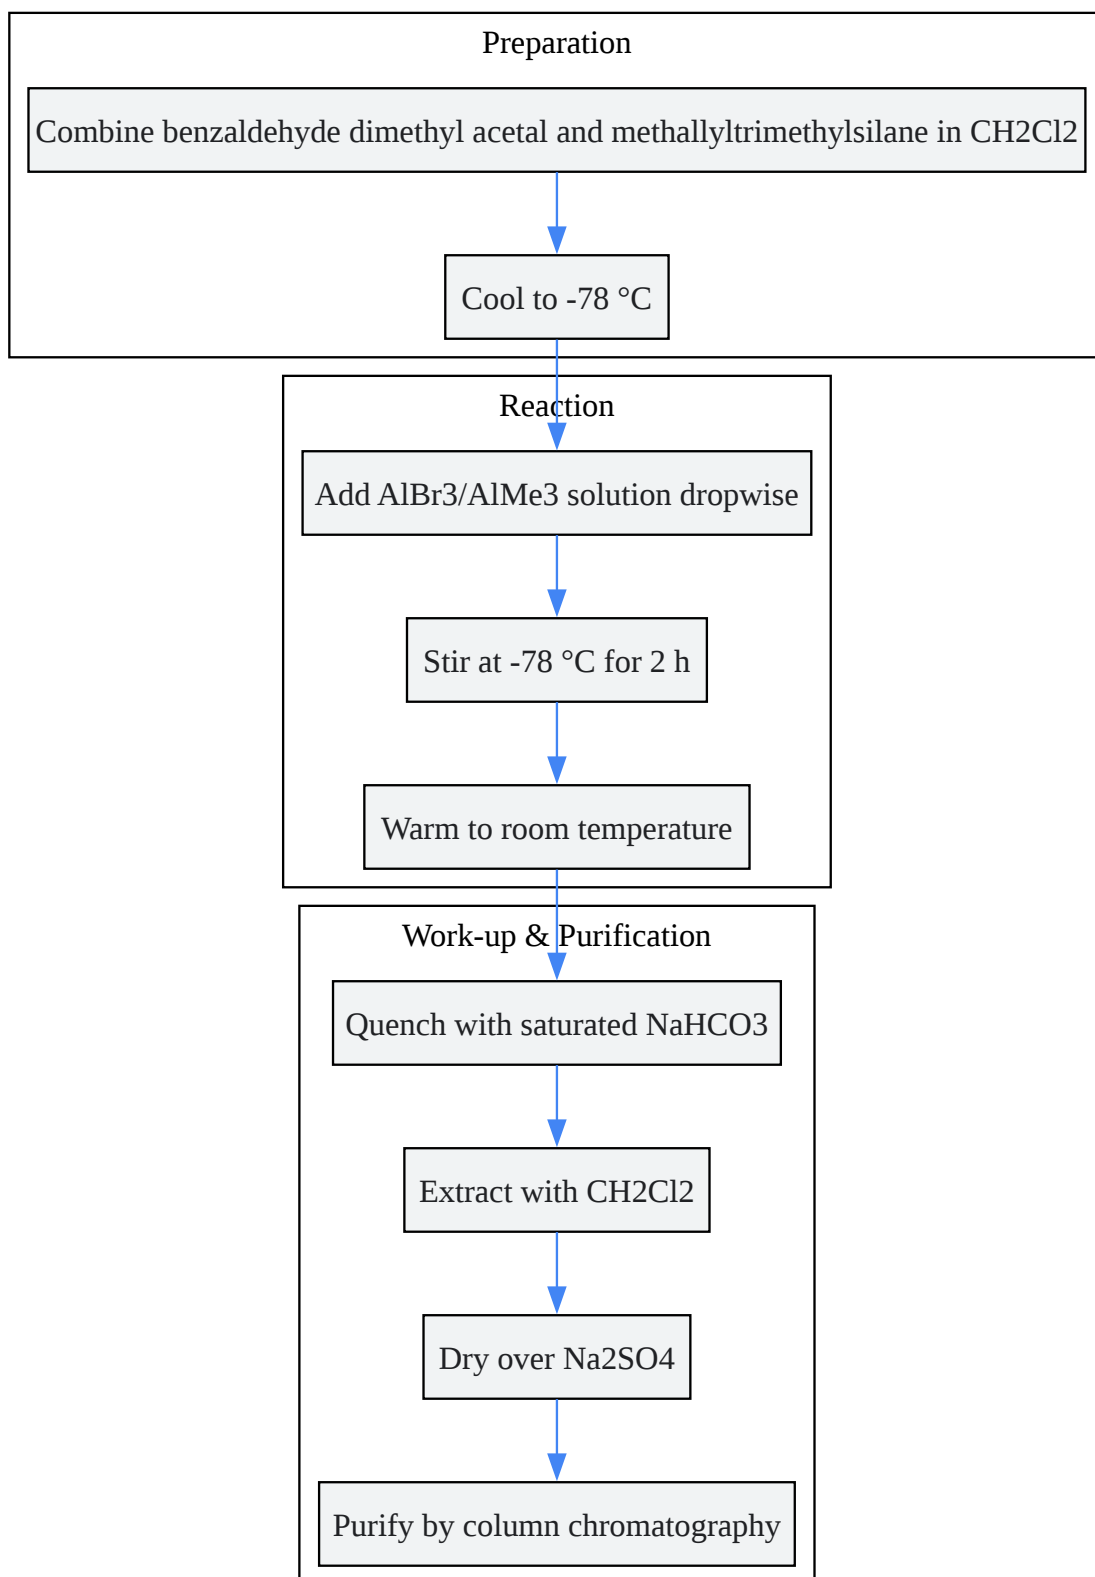 Preparation
Combine benzaldehyde dimethyl acetal and methallyltrimethylsilane in CH2Cl2
Cool to -78 °C
Reaction
Add AlBr3/AlMe3 solution dropwise
Stir at -78 °C for 2 h
Warm to room temperature
Work-up & Purification
Quench with saturated NaHCO3
Extract with CH2Cl2
Dry over Na2SO4
Purify by column chromatography